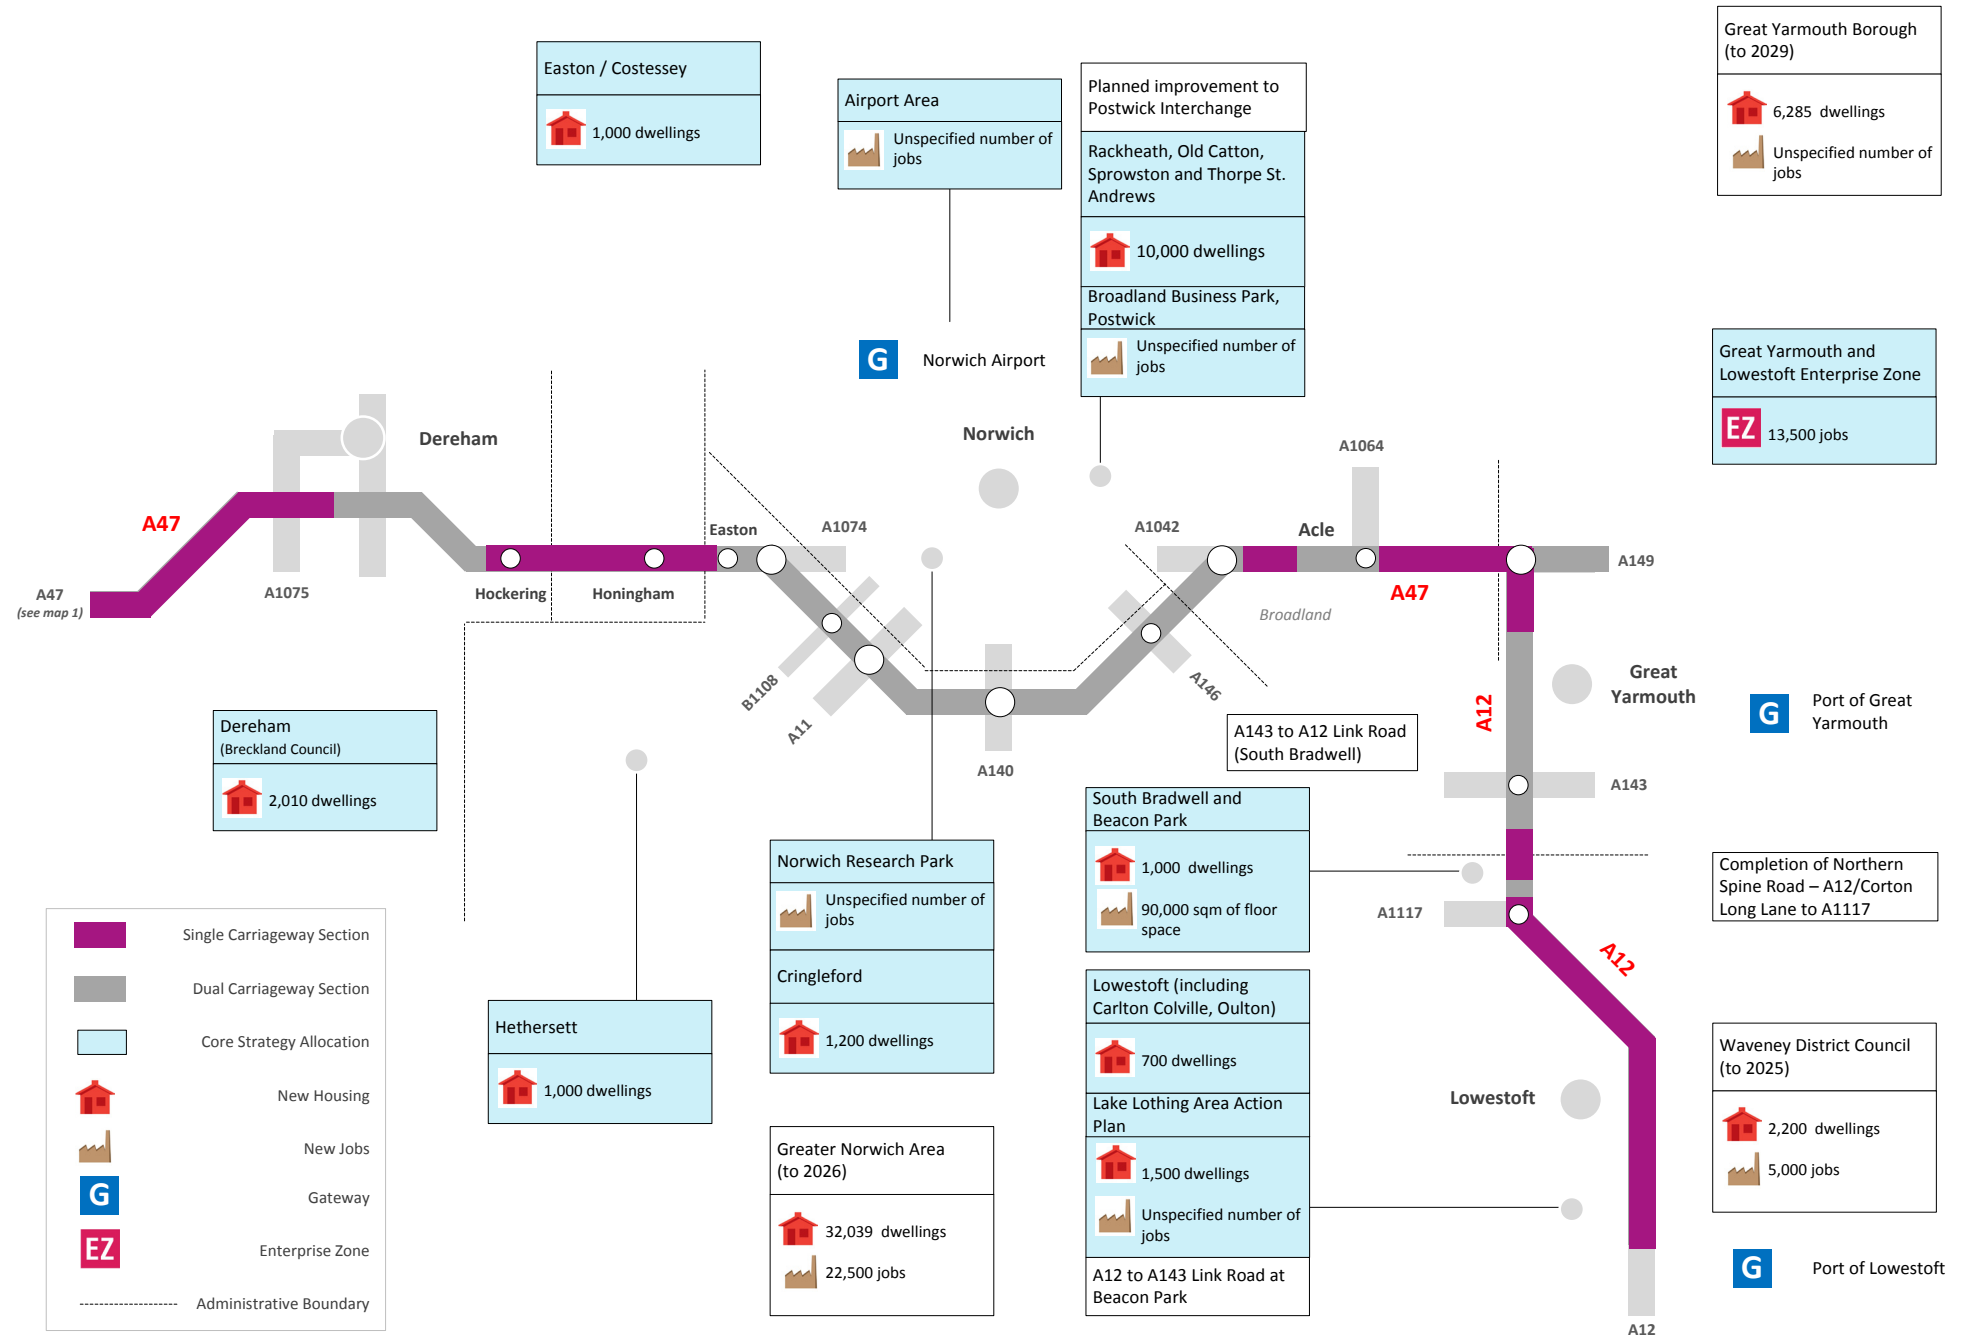 Easton / Costessey
1,000 dwellings
Airport Area
Unspecified number of
jobs
Planned improvement to
Postwick Interchange
Rackheath, Old Catton,
Sprowston and Thorpe St.
Andrews
10,000 dwellings
Broadland Business Park,
Postwick
Unspecified number of
jobs
Great Yarmouth Borough
(to 2029)
6,285 dwellings
Unspecified number of
jobs
Great Yarmouth and
Lowestoft Enterprise Zone
EZ
13,500 jobs
G
Norwich Airport
Dereham
Norwich
A1064
A47
Easton
A1074
A1042
Acle
A149
A47
(see map 1)
A1075
Hockering
Honingham
A47
Broadland
B1108
A11
A140
A146
A12
Great
Yarmouth
G
Port of Great
Yarmouth
A143 to A12 Link Road
(South Bradwell)
A143
Dereham
(Breckland Council)
2,010 dwellings
South Bradwell and
Beacon Park
1,000 dwellings
90,000 sqm of floor
space
A1117
Completion of Northern
Spine Road – A12/Corton
Long Lane to A1117
A12
Norwich Research Park
Unspecified number of
jobs
Cringleford
1,200 dwellings
Hethersett
1,000 dwellings
Lowestoft (including
Carlton Colville, Oulton)
700 dwellings
Lake Lothing Area Action
Plan
1,500 dwellings
Unspecified number of
jobs
A12 to A143 Link Road at
Beacon Park
Lowestoft
Waveney District Council
(to 2025)
2,200 dwellings
5,000 jobs
Greater Norwich Area
(to 2026)
32,039 dwellings
22,500 jobs
G
Port of Lowestoft
A12
Single Carriageway Section
Dual Carriageway Section
Core Strategy Allocation
New Housing
New Jobs
G
Gateway
EZ
Enterprise Zone
Administrative Boundary